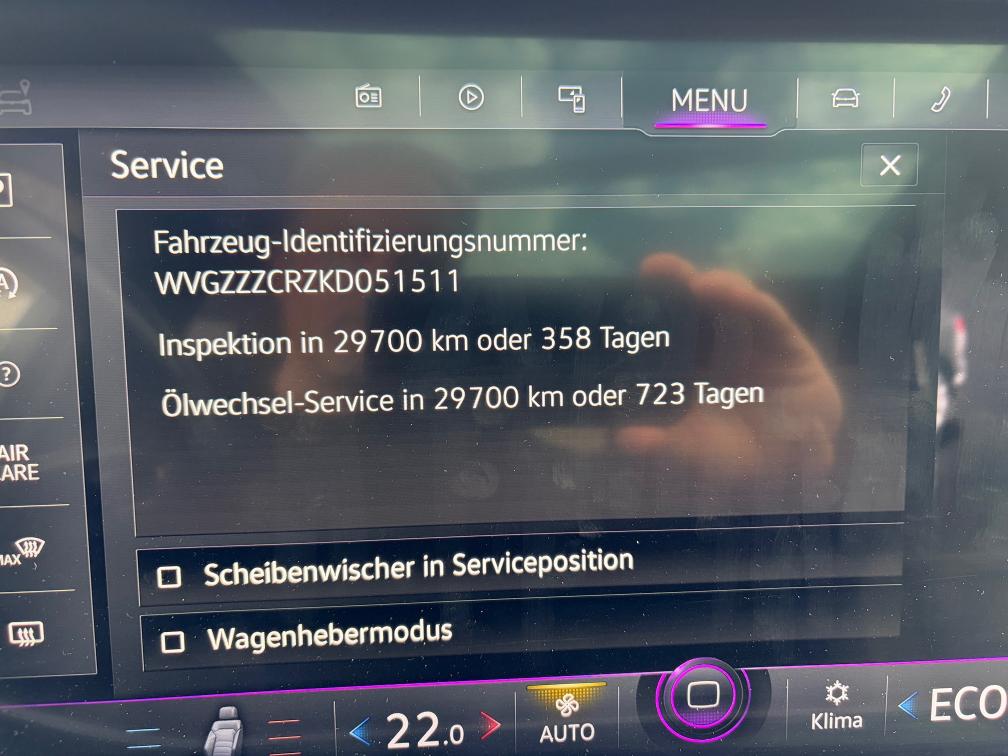 MENU
Service
Fahrzeug-Identifizierungsnummer:
WVGZZZCRZKD051511
Inspektion in 29700 km oder 358 Tagen
Ölwechsel-Service in 29700 km oder 723 Tagen
AIR
ARE
MAX
Scheibenwischer in Serviceposition
Wagenhebermodus
22.0
AUTO
Klima
ECO